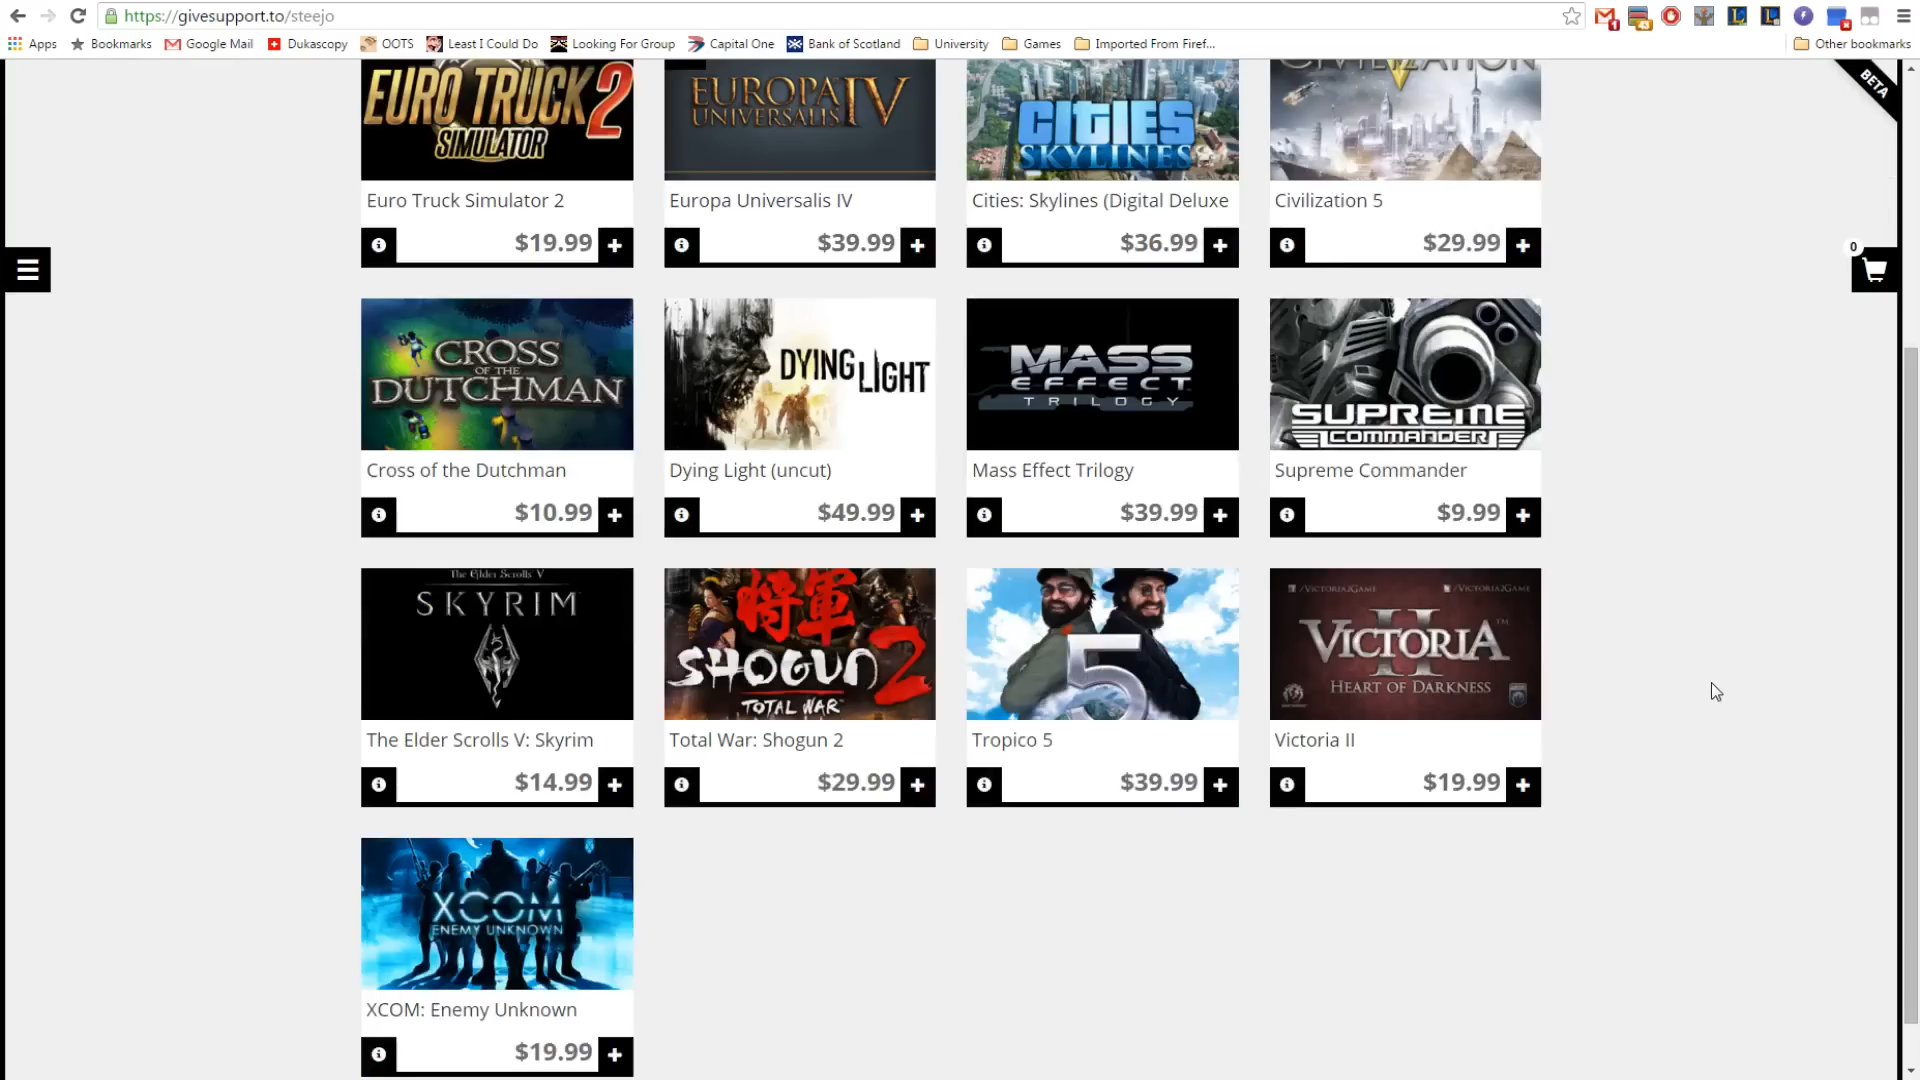 https://givesupport.to/steejo
Apps Bookmarks Google Mail Dukascopy OOTS Least I Could Do Looking For Group Capital One Bank of Scotland University Games Imported From Firef... Other bookmarks
BETA
EURO TRUCK 2
SIMULATOR
EUROPA
UNIVERSALIS IV
CITIES
SKYLINES
CIVILIZATION
V
Euro Truck Simulator 2
Europa Universalis IV
Cities: Skylines (Digital Deluxe
Civilization 5
$19.99
$39.99
$36.99
$29.99
0
CROSS
OF THE
DUTCHMAN
DYING LIGHT
MASS
EFFECT
TRILOGY
SUPREME
COMMANDER
Cross of the Dutchman
Dying Light (uncut)
Mass Effect Trilogy
Supreme Commander
$10.99
$49.99
$39.99
$9.99
The Elder Scrolls V
SKYRIM
将軍
SHOGUN 2
TOTAL WAR
5
/VICTORIA2GAME /VICTORIA2GAME
VICTORIA II
HEART OF DARKNESS
The Elder Scrolls V: Skyrim
Total War: Shogun 2
Tropico 5
Victoria II
$14.99
$29.99
$39.99
$19.99
XCOM
ENEMY UNKNOWN
XCOM: Enemy Unknown
$19.99